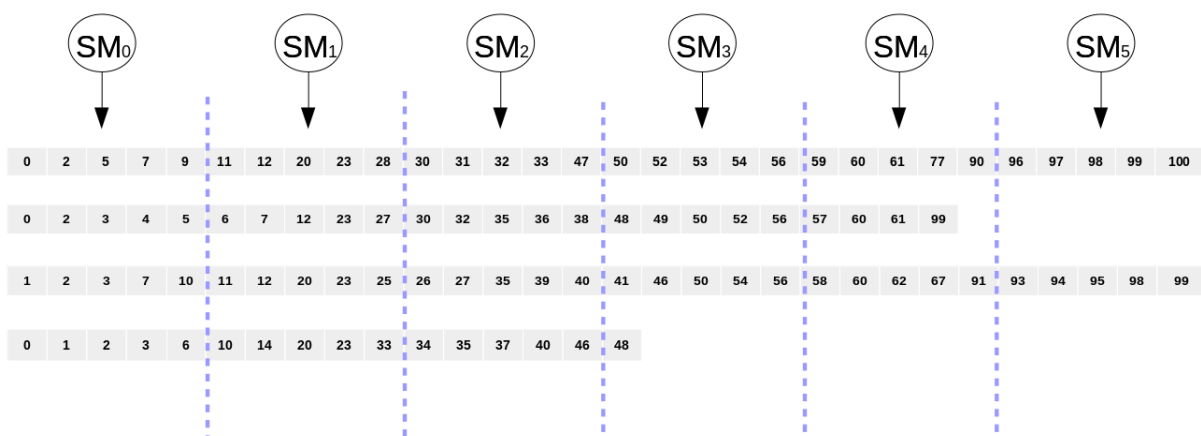 SM₀ SM₁ SM₂ SM₃ SM₄ SM₅
0 2 5 7 9 11 12 20 23 28 30 31 32 33 47 50 52 53 54 56 59 60 61 77 90 96 97 98 99 100
0 2 3 4 5 6 7 12 23 27 30 32 35 36 38 48 49 50 52 56 57 60 61 99
1 2 3 7 10 11 12 20 23 25 26 27 35 39 40 41 46 50 54 56 58 60 62 67 91 93 94 95 98 99
0 1 2 3 6 10 14 20 23 33 34 35 37 40 46 48